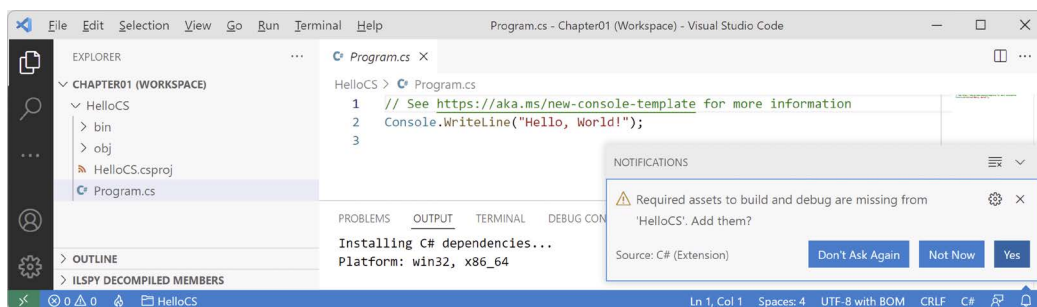 File Edit Selection View Go Run Terminal Help
Program.cs - Chapter01 (Workspace) - Visual Studio Code
EXPLORER
CHAPTER01 (WORKSPACE)
HelloCS
bin
obj
HelloCS.csproj
C# Program.cs
OUTLINE
ILSPY DECOMPILED MEMBERS
C# Program.cs
HelloCS > C# Program.cs
1 // See https://aka.ms/new-console-template for more information
2 Console.WriteLine("Hello, World!");
3
PROBLEMS OUTPUT TERMINAL DEBUG CON
Installing C# dependencies...
Platform: win32, x86_64
NOTIFICATIONS
Required assets to build and debug are missing from
'HelloCS'. Add them?
Source: C# (Extension)
Don't Ask Again Not Now Yes
0 0 HelloCS
Ln 1, Col 1 Spaces: 4 UTF-8 with BOM CRLF C#